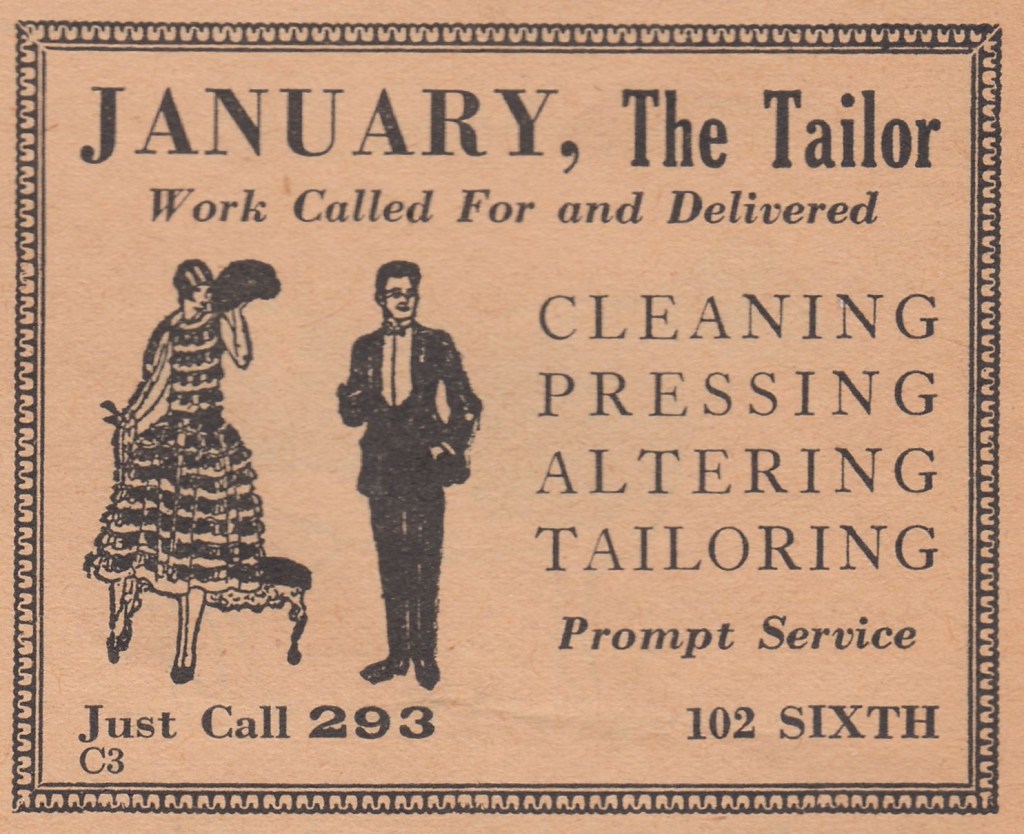 JANUARY, The Tailor
Work Called For and Delivered
CLEANING
PRESSING
ALTERING
TAILORING
Prompt Service
Just Call 293
102 SIXTH
C3